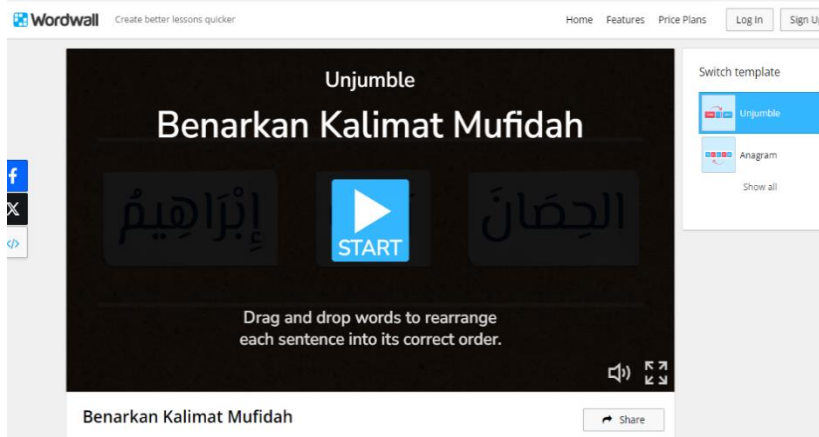 Wordwall Create better lessons quicker Home Features Price Plans Log In Sign U
Unjumble
Benarkan Kalimat Mufidah
إِبْرَاهِيمُ
الحِصَانَ
START
Drag and drop words to rearrange
each sentence into its correct order.
Benarkan Kalimat Mufidah
Share
Switch template
Unjumble
Anagram
Show all